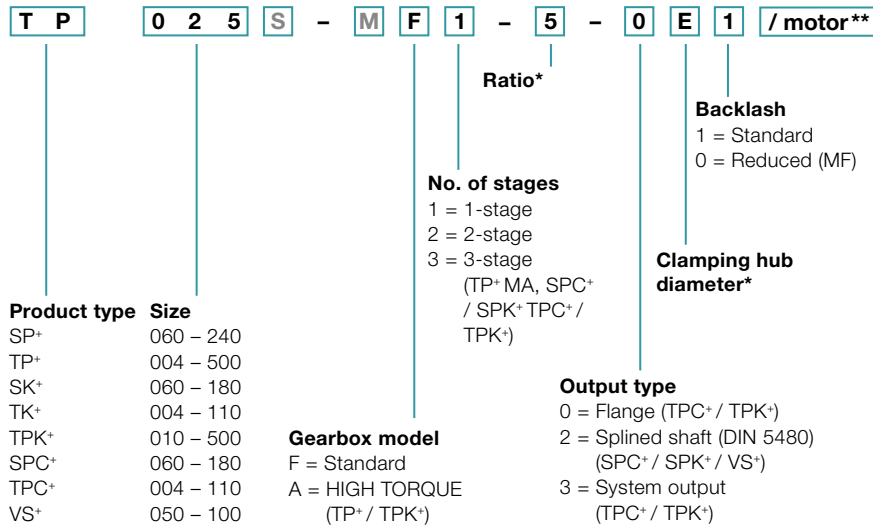 T P 0 2 5 S – M F 1 – 5 – 0 E 1 / motor**
Ratio*
Backlash
1 = Standard
0 = Reduced (MF)
No. of stages
1 = 1-stage
2 = 2-stage
3 = 3-stage
(TP+ MA, SPC+
/ SPK+ TPC+ /
TPK+)
Clamping hub
diameter*
Product type Size
SP+ 060 – 240
TP+ 004 – 500
SK+ 060 – 180
TK+ 004 – 110
TPK+ 010 – 500
SPC+ 060 – 180
TPC+ 004 – 110
VS+ 050 – 100
Gearbox model
F = Standard
A = HIGH TORQUE
(TP+ / TPK+)
Output type
0 = Flange (TPC+ / TPK+)
2 = Splined shaft (DIN 5480)
(SPC+ / SPK+ / VS+)
3 = System output
(TPC+ / TPK+)